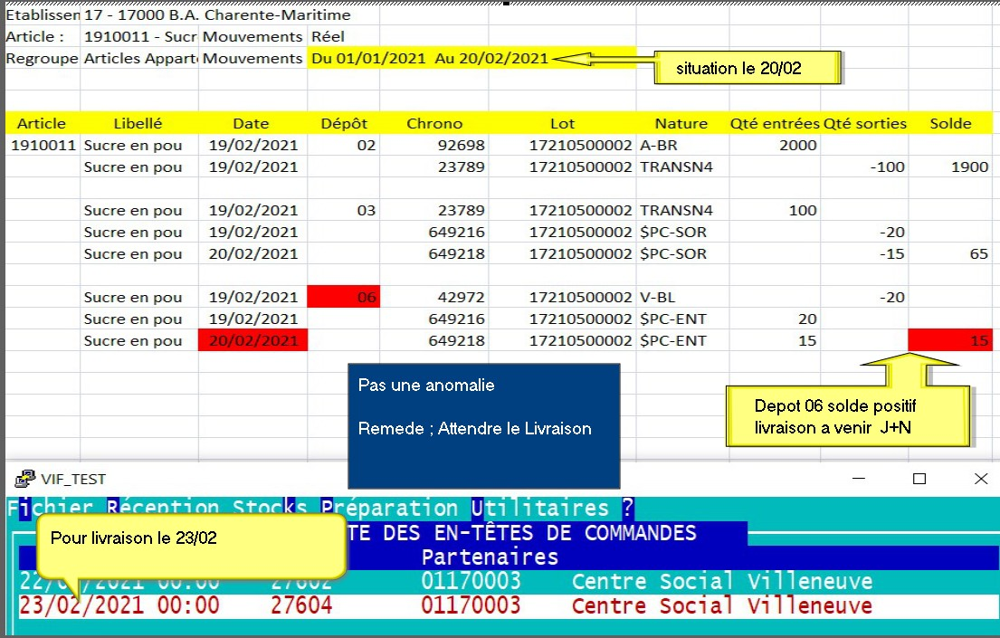 Etablissen 17 - 17000 B.A. Charente-Maritime
Article : 1910011 - Sucr Mouvements Réel
Regroupe Articles Apparte Mouvements Du 01/01/2021 Au 20/02/2021
situation le 20/02
Article Libellé Date Dépôt Chrono Lot Nature Qté entrées Qté sorties Solde
1910011 Sucre en pou 19/02/2021 02 92698 17210500002 A-BR 2000
Sucre en pou 19/02/2021 23789 17210500002 TRANSN4 -100 1900
Sucre en pou 19/02/2021 03 23789 17210500002 TRANSN4 100
Sucre en pou 19/02/2021 649216 17210500002 $PC-SOR -20
Sucre en pou 20/02/2021 649218 17210500002 $PC-SOR -15 65
Sucre en pou 19/02/2021 06 42972 17210500002 V-BL -20
Sucre en pou 19/02/2021 649216 17210500002 $PC-ENT 20
Sucre en pou 20/02/2021 649218 17210500002 $PC-ENT 15 15
Pas une anomalie
Remede ; Attendre le Livraison
Depot 06 solde positif
livraison a venir J+N
VIF_TEST
Fichier Réception Stocks Préparation Utilitaires ?
Pour livraison le 23/02
TE DES EN-TÊTES DE COMMANDES
Partenaires
22/02/2021 00:00 27602 01170003 Centre Social Villeneuve
23/02/2021 00:00 27604 01170003 Centre Social Villeneuve